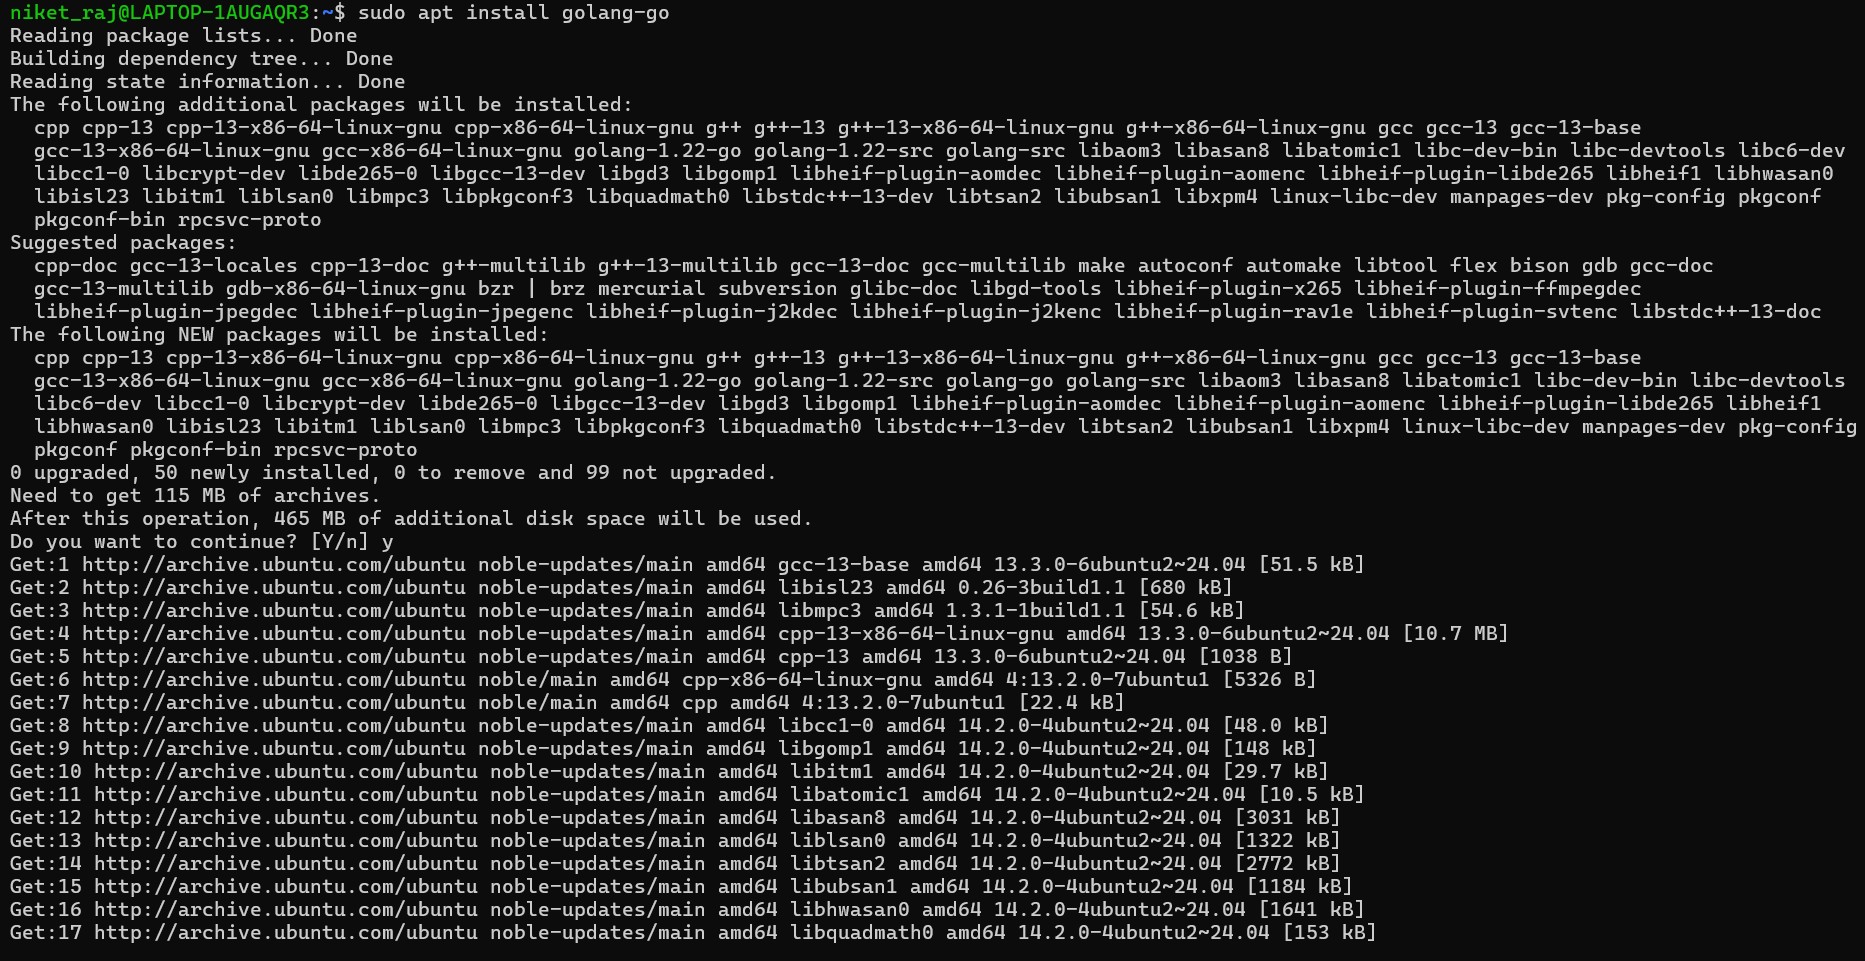 niket_raj@LAPTOP-1AUGAQR3:~$ sudo apt install golang-go
Reading package lists... Done
Building dependency tree... Done
Reading state information... Done
The following additional packages will be installed:
  cpp cpp-13 cpp-13-x86-64-linux-gnu cpp-x86-64-linux-gnu g++ g++-13 g++-13-x86-64-linux-gnu g++-x86-64-linux-gnu gcc gcc-13 gcc-13-base
  gcc-13-x86-64-linux-gnu gcc-x86-64-linux-gnu golang-1.22-go golang-1.22-src golang-src libaom3 libasan8 libatomic1 libc-dev-bin libc-devtools libc6-dev
  libcc1-0 libcrypt-dev libde265-0 libgcc-13-dev libgd3 libgomp1 libheif-plugin-aomdec libheif-plugin-aomenc libheif-plugin-libde265 libheif1 libhwasan0
  libisl23 libitm1 liblsan0 libmpc3 libpkgconf3 libquadmath0 libstdc++-13-dev libtsan2 libubsan1 libxpm4 linux-libc-dev manpages-dev pkg-config pkgconf
  pkgconf-bin rpcsvc-proto
Suggested packages:
  cpp-doc gcc-13-locales cpp-13-doc g++-multilib g++-13-multilib gcc-13-doc gcc-multilib make autoconf automake libtool flex bison gdb gcc-doc
  gcc-13-multilib gdb-x86-64-linux-gnu bzr | brz mercurial subversion glibc-doc libgd-tools libheif-plugin-x265 libheif-plugin-ffmpegdec
  libheif-plugin-jpegdec libheif-plugin-jpegenc libheif-plugin-j2kdec libheif-plugin-j2kenc libheif-plugin-rav1e libheif-plugin-svtenc libstdc++-13-doc
The following NEW packages will be installed:
  cpp cpp-13 cpp-13-x86-64-linux-gnu cpp-x86-64-linux-gnu g++ g++-13 g++-13-x86-64-linux-gnu g++-x86-64-linux-gnu gcc gcc-13 gcc-13-base
  gcc-13-x86-64-linux-gnu gcc-x86-64-linux-gnu golang-1.22-go golang-1.22-src golang-go golang-src libaom3 libasan8 libatomic1 libc-dev-bin libc-devtools
  libc6-dev libcc1-0 libcrypt-dev libde265-0 libgcc-13-dev libgd3 libgomp1 libheif-plugin-aomdec libheif-plugin-aomenc libheif-plugin-libde265 libheif1
  libhwasan0 libisl23 libitm1 liblsan0 libmpc3 libpkgconf3 libquadmath0 libstdc++-13-dev libtsan2 libubsan1 libxpm4 linux-libc-dev manpages-dev pkg-config
  pkgconf pkgconf-bin rpcsvc-proto
0 upgraded, 50 newly installed, 0 to remove and 99 not upgraded.
Need to get 115 MB of archives.
After this operation, 465 MB of additional disk space will be used.
Do you want to continue? [Y/n] y
Get:1 http://archive.ubuntu.com/ubuntu noble-updates/main amd64 gcc-13-base amd64 13.3.0-6ubuntu2~24.04 [51.5 kB]
Get:2 http://archive.ubuntu.com/ubuntu noble-updates/main amd64 libisl23 amd64 0.26-3build1.1 [680 kB]
Get:3 http://archive.ubuntu.com/ubuntu noble-updates/main amd64 libmpc3 amd64 1.3.1-1build1.1 [54.6 kB]
Get:4 http://archive.ubuntu.com/ubuntu noble-updates/main amd64 cpp-13-x86-64-linux-gnu amd64 13.3.0-6ubuntu2~24.04 [10.7 MB]
Get:5 http://archive.ubuntu.com/ubuntu noble-updates/main amd64 cpp-13 amd64 13.3.0-6ubuntu2~24.04 [1038 B]
Get:6 http://archive.ubuntu.com/ubuntu noble/main amd64 cpp-x86-64-linux-gnu amd64 4:13.2.0-7ubuntu1 [5326 B]
Get:7 http://archive.ubuntu.com/ubuntu noble/main amd64 cpp amd64 4:13.2.0-7ubuntu1 [22.4 kB]
Get:8 http://archive.ubuntu.com/ubuntu noble-updates/main amd64 libcc1-0 amd64 14.2.0-4ubuntu2~24.04 [48.0 kB]
Get:9 http://archive.ubuntu.com/ubuntu noble-updates/main amd64 libgomp1 amd64 14.2.0-4ubuntu2~24.04 [148 kB]
Get:10 http://archive.ubuntu.com/ubuntu noble-updates/main amd64 libitm1 amd64 14.2.0-4ubuntu2~24.04 [29.7 kB]
Get:11 http://archive.ubuntu.com/ubuntu noble-updates/main amd64 libatomic1 amd64 14.2.0-4ubuntu2~24.04 [10.5 kB]
Get:12 http://archive.ubuntu.com/ubuntu noble-updates/main amd64 libasan8 amd64 14.2.0-4ubuntu2~24.04 [3031 kB]
Get:13 http://archive.ubuntu.com/ubuntu noble-updates/main amd64 liblsan0 amd64 14.2.0-4ubuntu2~24.04 [1322 kB]
Get:14 http://archive.ubuntu.com/ubuntu noble-updates/main amd64 libtsan2 amd64 14.2.0-4ubuntu2~24.04 [2772 kB]
Get:15 http://archive.ubuntu.com/ubuntu noble-updates/main amd64 libubsan1 amd64 14.2.0-4ubuntu2~24.04 [1184 kB]
Get:16 http://archive.ubuntu.com/ubuntu noble-updates/main amd64 libhwasan0 amd64 14.2.0-4ubuntu2~24.04 [1641 kB]
Get:17 http://archive.ubuntu.com/ubuntu noble-updates/main amd64 libquadmath0 amd64 14.2.0-4ubuntu2~24.04 [153 kB]